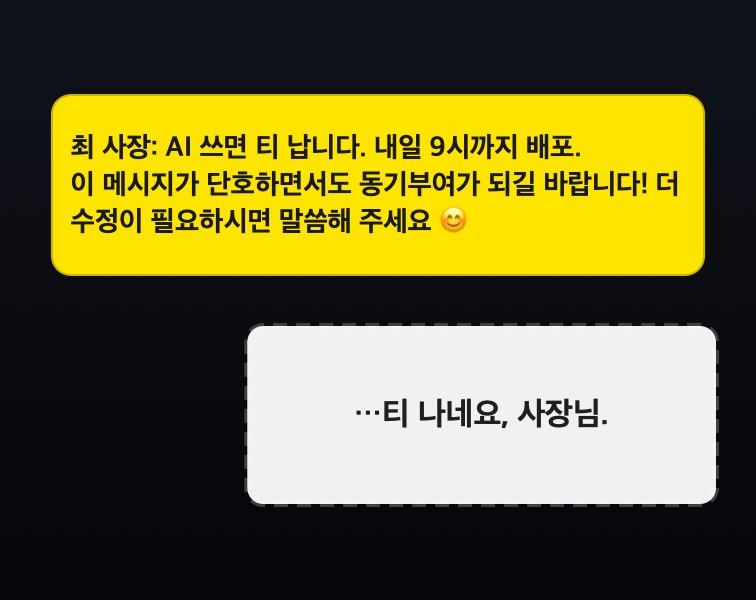 최 사장: AI 쓰면 티 납니다. 내일 9시까지 배포.
이 메시지가 단호하면서도 동기부여가 되길 바랍니다! 더
수정이 필요하시면 말씀해 주세요 😊
…티 나네요, 사장님.